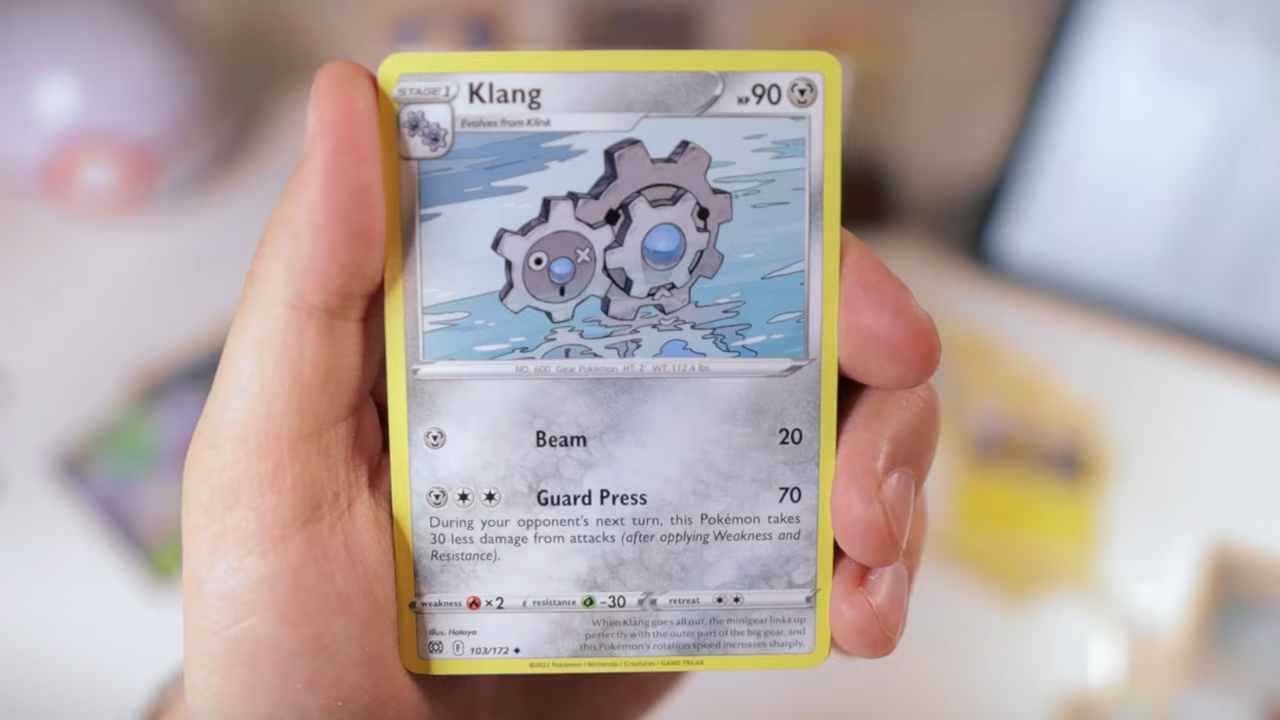 STAGE 1 Klang HP 90
Evolves from Klink
NO. 600 Gear Pokémon HT: 2' WT: 112.4 lbs.
Beam 20
Guard Press 70
During your opponent's next turn, this Pokémon takes
30 less damage from attacks (after applying Weakness and
Resistance).
weakness ×2 resistance -30 retreat
When Klang goes all out, the minigear links up
perfectly with the outer part of the big gear, and
this Pokémon's rotation speed increases sharply.
Illus. Hataya
F 103/172
©2022 Pokémon / Nintendo / Creatures / GAME FREAK